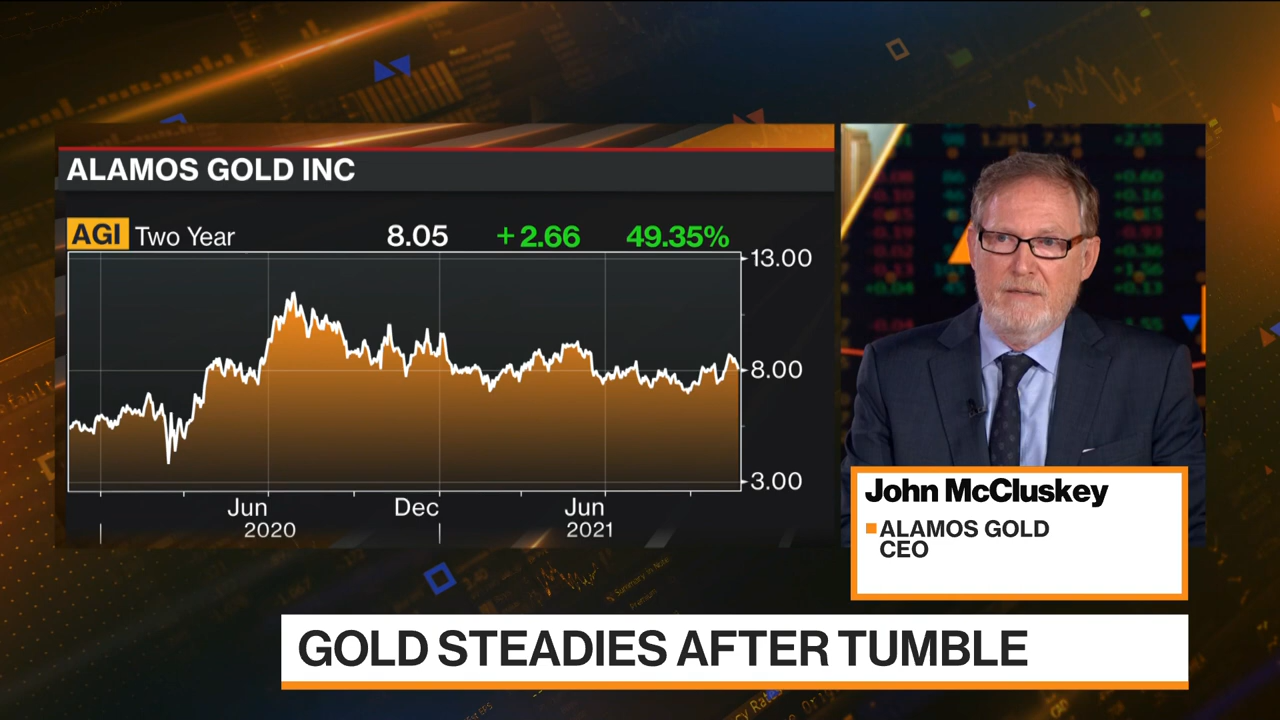 ALAMOS GOLD INC
AGI Two Year 8.05 +2.66 49.35%
13.00
8.00
3.00
Jun Dec Jun
2020 2021
John McCluskey
ALAMOS GOLD
CEO
GOLD STEADIES AFTER TUMBLE